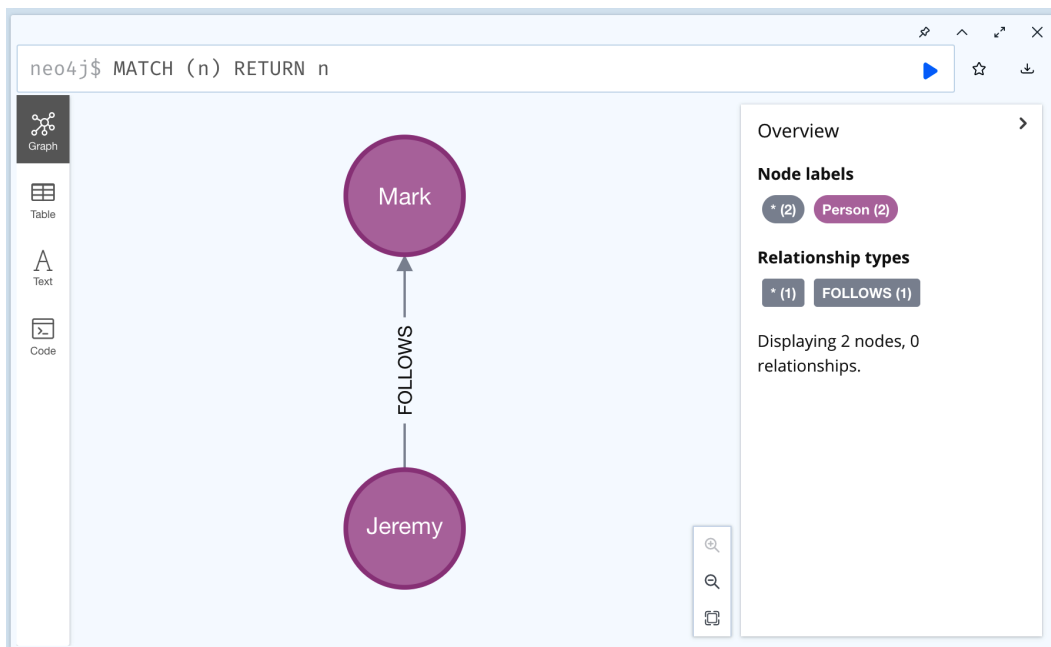 neo4j$ MATCH (n) RETURN n
Graph
Table
Text
Code
Mark
FOLLOWS
Jeremy
Overview
Node labels
* (2) Person (2)
Relationship types
* (1) FOLLOWS (1)
Displaying 2 nodes, 0
relationships.